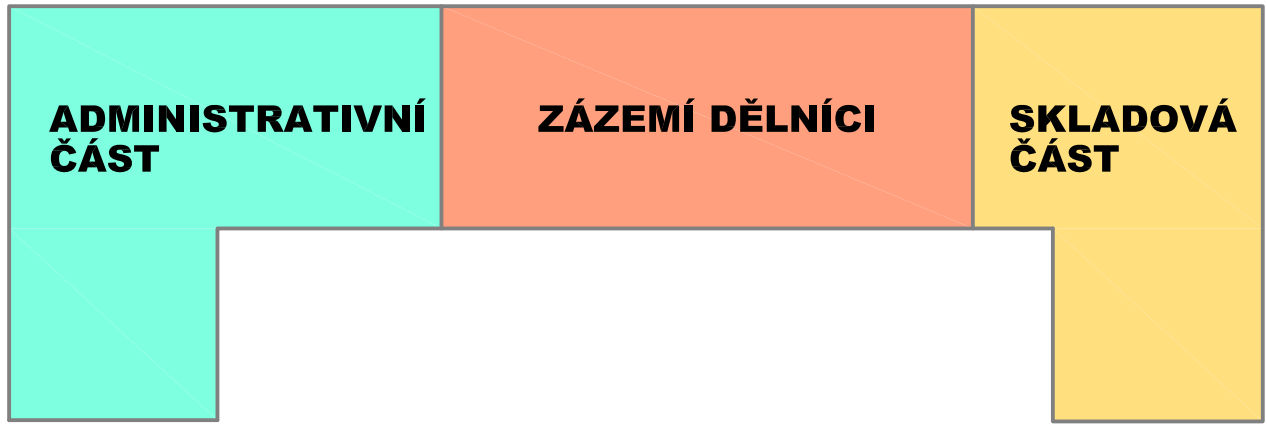 ADMINISTRATIVNÍ
ČÁST
ZÁZEMÍ DĚLNÍCI
SKLADOVÁ
ČÁST